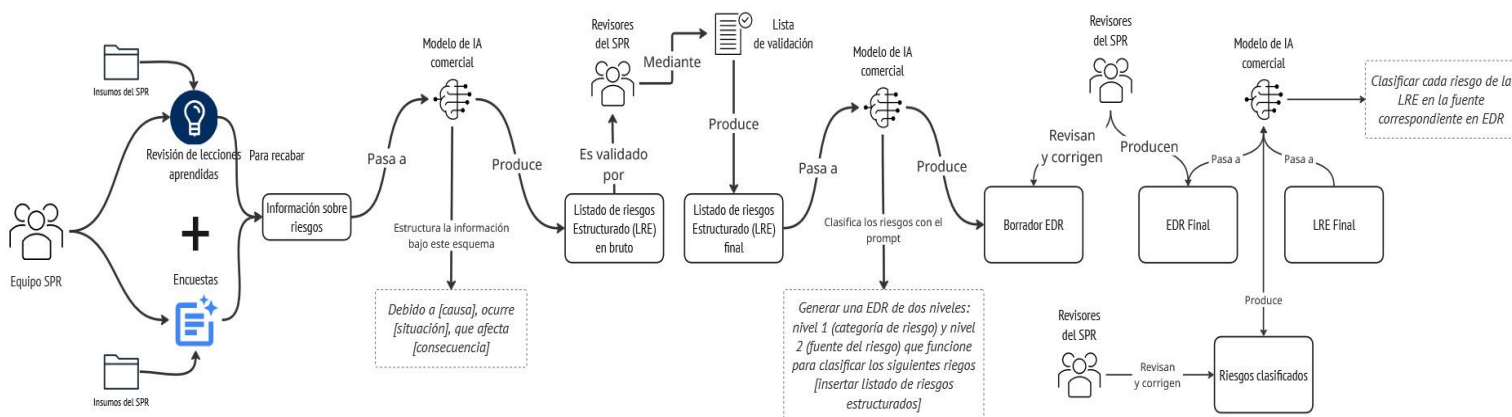 Insumos del SPR
Revisión de lecciones
aprendidas
Para recabar
Equipo SPR
+
Encuestas
Insumos del SPR
Información sobre
riesgos
Pasa a
Modelo de IA
comercial
Estructura la información
bajo este esquema
Debido a [causa], ocurre
[situación], que afecta
[consecuencia]
Produce
Listado de riesgos
Estructurado (LRE)
en bruto
Es validado
por
Revisores
del SPR
Mediante
Lista
de validación
Produce
Listado de riesgos
Estructurado (LRE)
final
Pasa a
Modelo de IA
comercial
Clasifica los riesgos con el
prompt
Generar una EDR de dos niveles:
nivel 1 (categoría de riesgo) y nivel
2 (fuente del riesgo) que funcione
para clasificar los siguientes riegos
[insertar listado de riesgos
estructurados]
Produce
Borrador EDR
Revisan
y corrigen
Revisores
del SPR
Producen
EDR Final
Pasa a
Pasa a
LRE Final
Modelo de IA
comercial
Clasificar cada riesgo de la
LRE en la fuente
correspondiente en EDR
Produce
Riesgos clasificados
Revisan
y corrigen
Revisores
del SPR